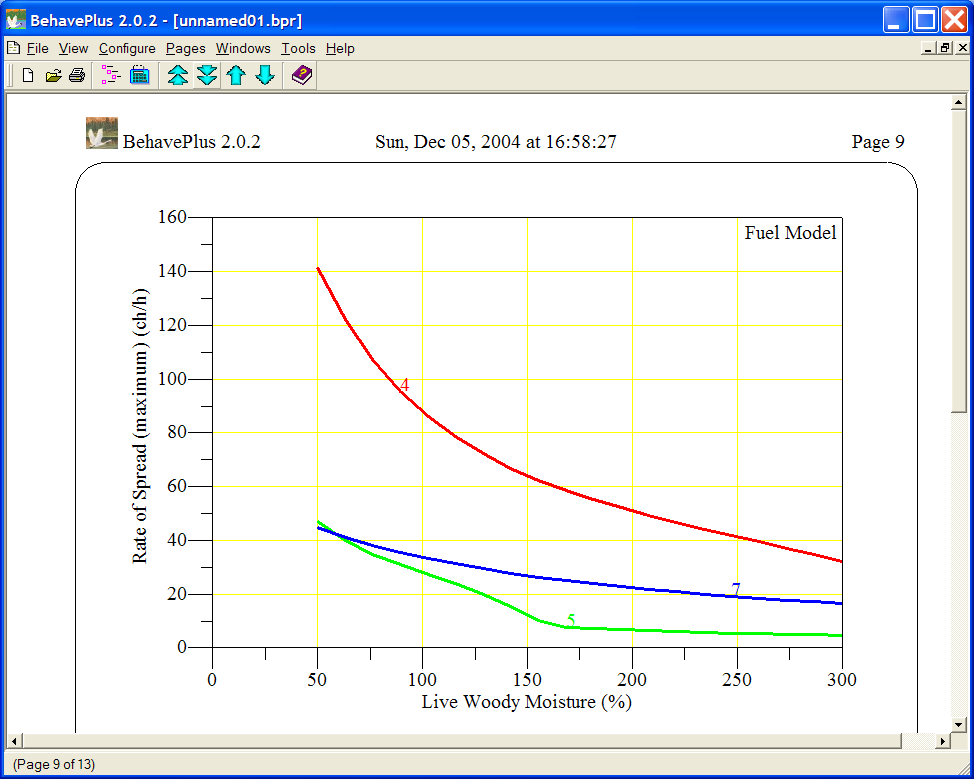 BehavePlus 2.0.2 - [unnamed01.bpr]
File View Configure Pages Windows Tools Help
BehavePlus 2.0.2 Sun, Dec 05, 2004 at 16:58:27 Page 9
Fuel Model
Rate of Spread (maximum) (ch/h)
160
140
120
100
80
60
40
20
0
4
7
5
0 50 100 150 200 250 300
Live Woody Moisture (%)
(Page 9 of 13)